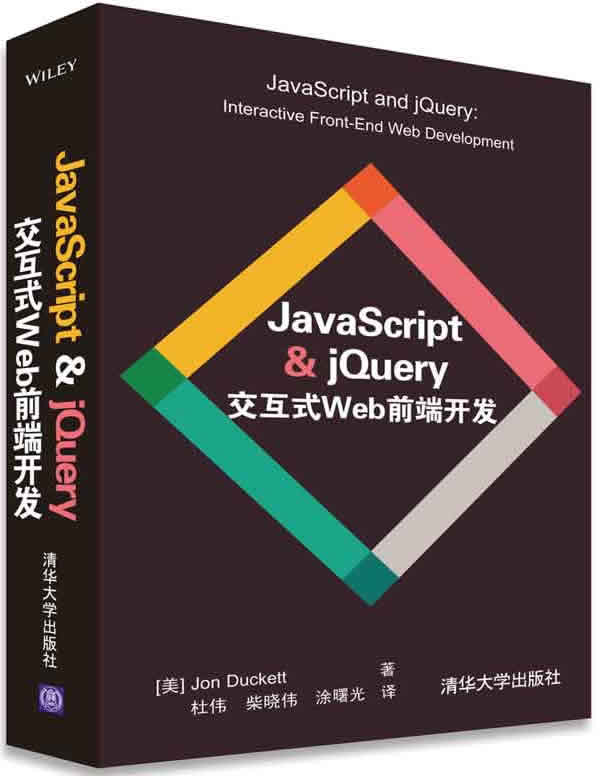 WILEY
JavaScript & jQuery
交互式Web前端开发
清华大学出版社
JavaScript and jQuery:
Interactive Front-End Web Development
JavaScript
& jQuery
交互式Web前端开发
[美] Jon Duckett 著
杜伟 柴晓伟 涂曙光 译
清华大学出版社